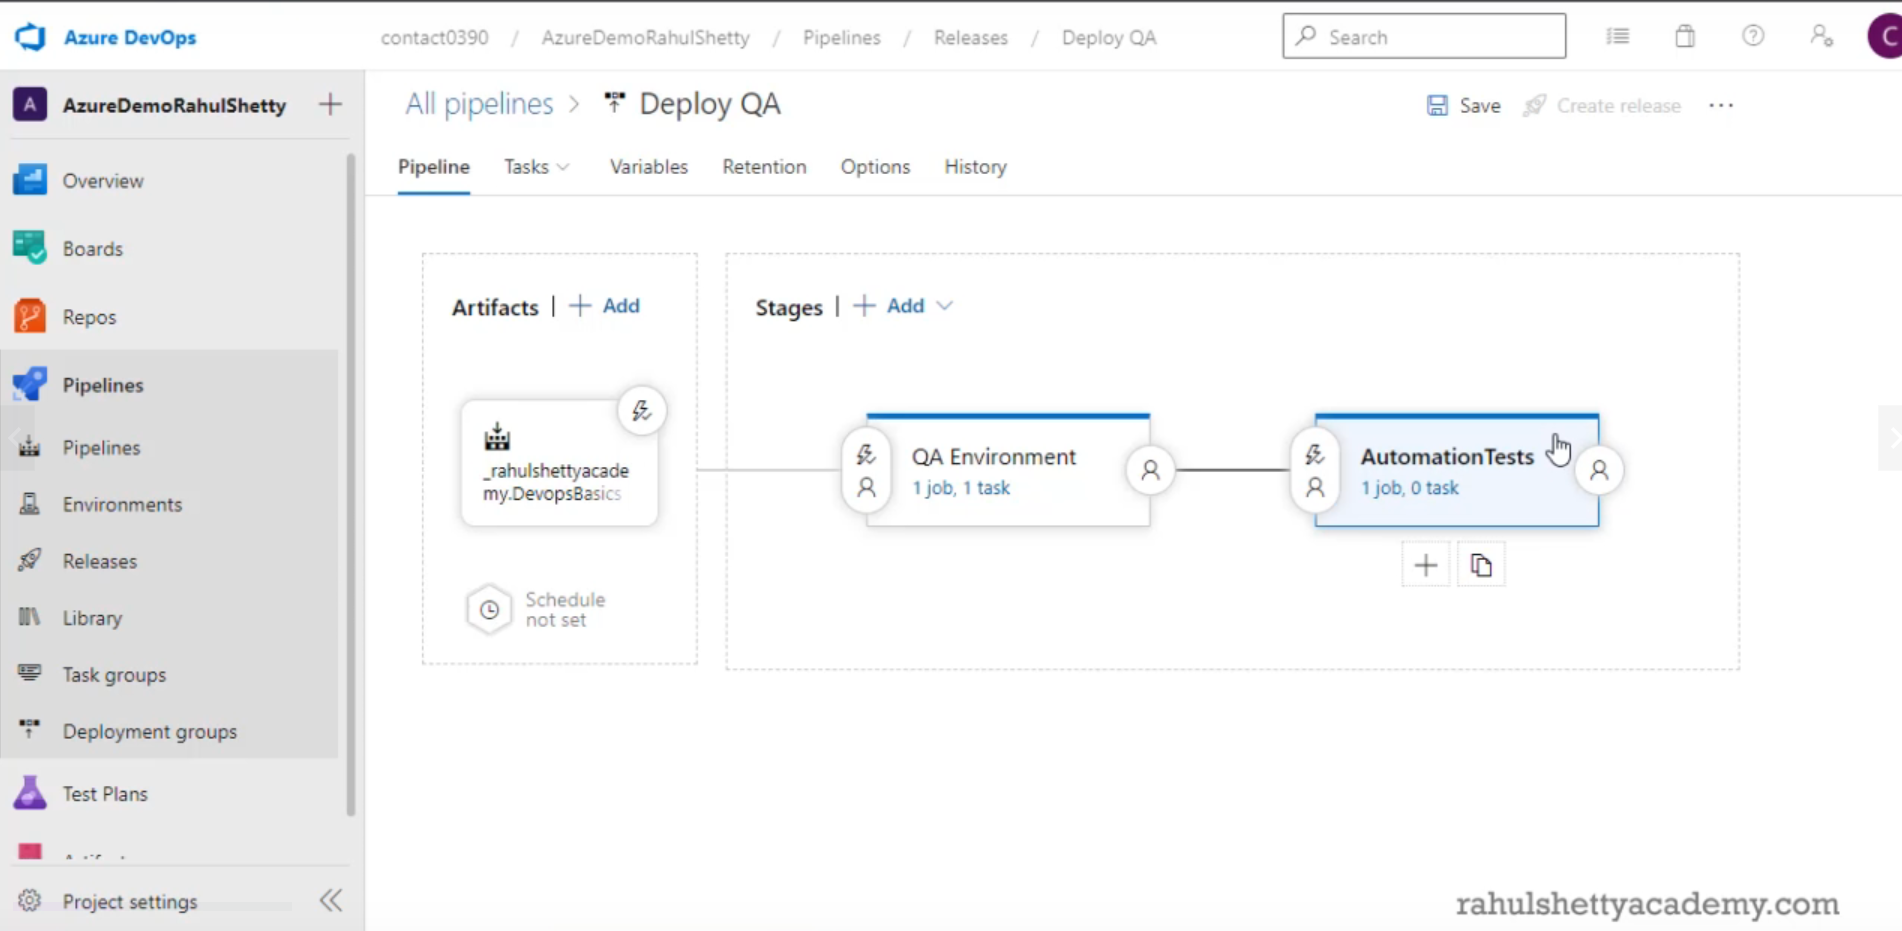 Azure DevOps
contact0390 / AzureDemoRahulShetty / Pipelines / Releases / Deploy QA
Search
C
A AzureDemoRahulShetty
All pipelines > Deploy QA
Save Create release ...
Overview
Boards
Repos
Pipelines
Pipelines
Environments
Releases
Library
Task groups
Deployment groups
Test Plans
Project settings
Pipeline Tasks Variables Retention Options History
Artifacts | + Add
_rahulshettyacade
my.DevopsBasics
Schedule
not set
Stages | + Add
QA Environment
1 job, 1 task
AutomationTests
1 job, 0 task
rahulshettyacademy.com